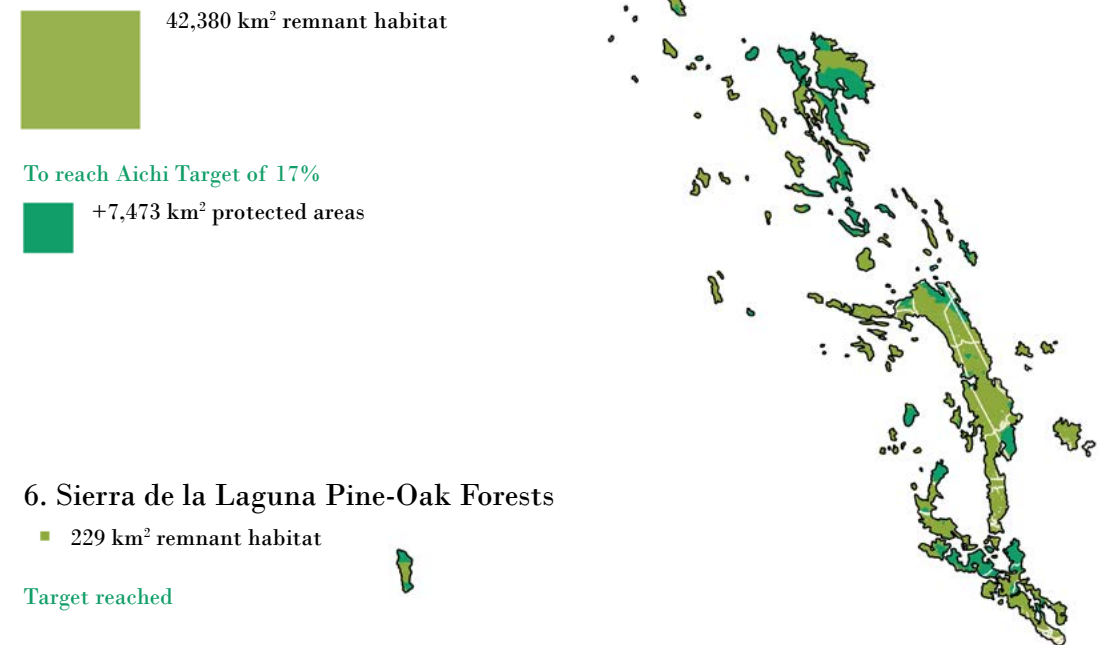 42,380 km² remnant habitat
To reach Aichi Target of 17%
+7,473 km² protected areas
6. Sierra de la Laguna Pine-Oak Forests
229 km² remnant habitat
Target reached